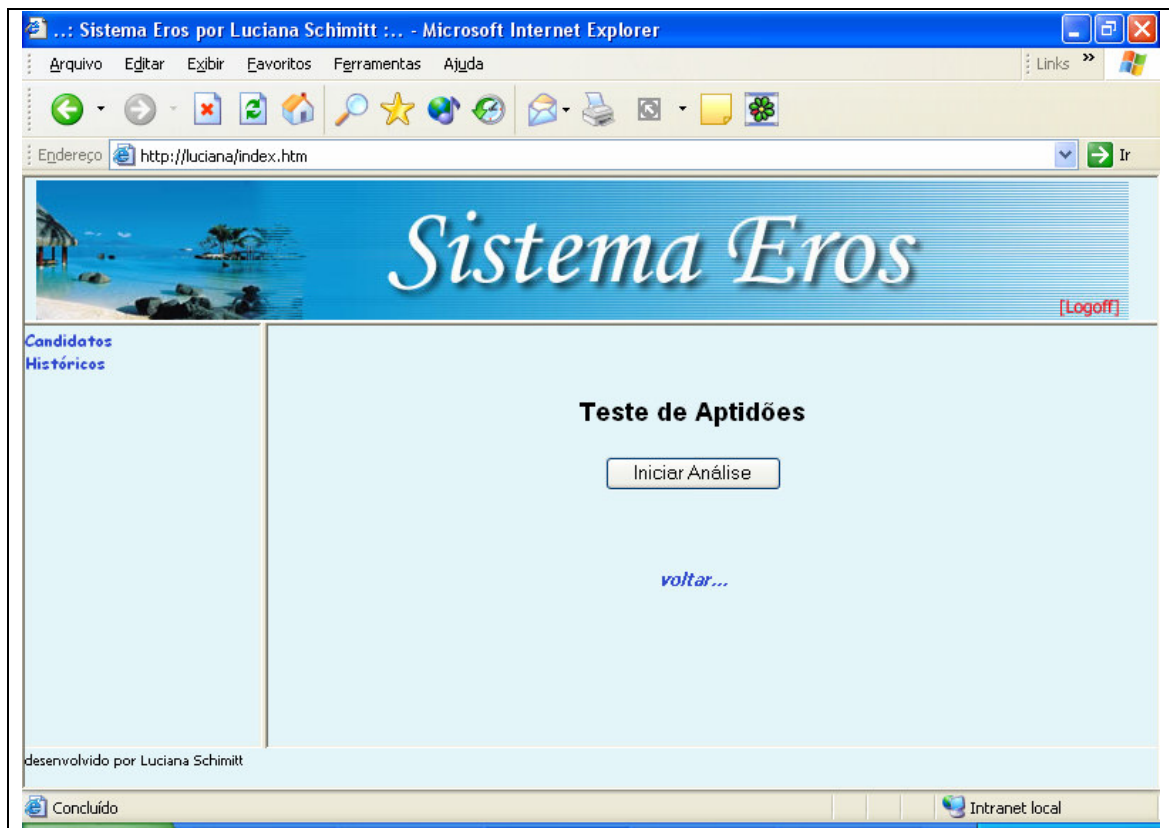 ..: Sistema Eros por Luciana Schimitt :.. - Microsoft Internet Explorer
Arquivo Editar Exibir Favoritos Ferramentas Ajuda Links »
Endereço http://luciana/index.htm Ir
Sistema Eros
[Logoff]
Candidatos
Históricos
Teste de Aptidões
Iniciar Análise
voltar...
desenvolvido por Luciana Schimitt
Concluído Intranet local